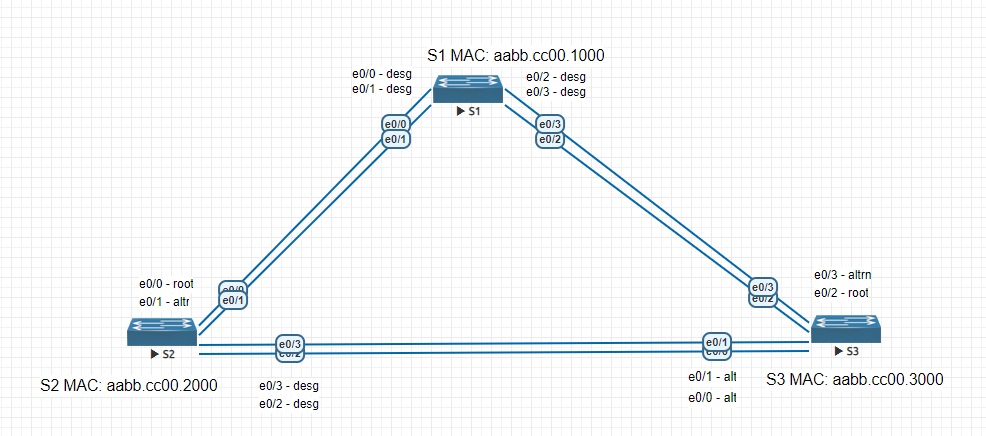 S1 MAC: aabb.cc00.1000
e0/0 - desg
e0/1 - desg
e0/2 - desg
e0/3 - desg
S1
e0/0
e0/1
e0/3
e0/2
e0/0 - root
e0/1 - altr
e0/0
e0/1
e0/3
e0/2
e0/3 - altrn
e0/2 - root
S2
e0/3
e0/2
e0/1
e0/0
S3
S2 MAC: aabb.cc00.2000
e0/3 - desg
e0/2 - desg
e0/1 - alt
e0/0 - alt
S3 MAC: aabb.cc00.3000